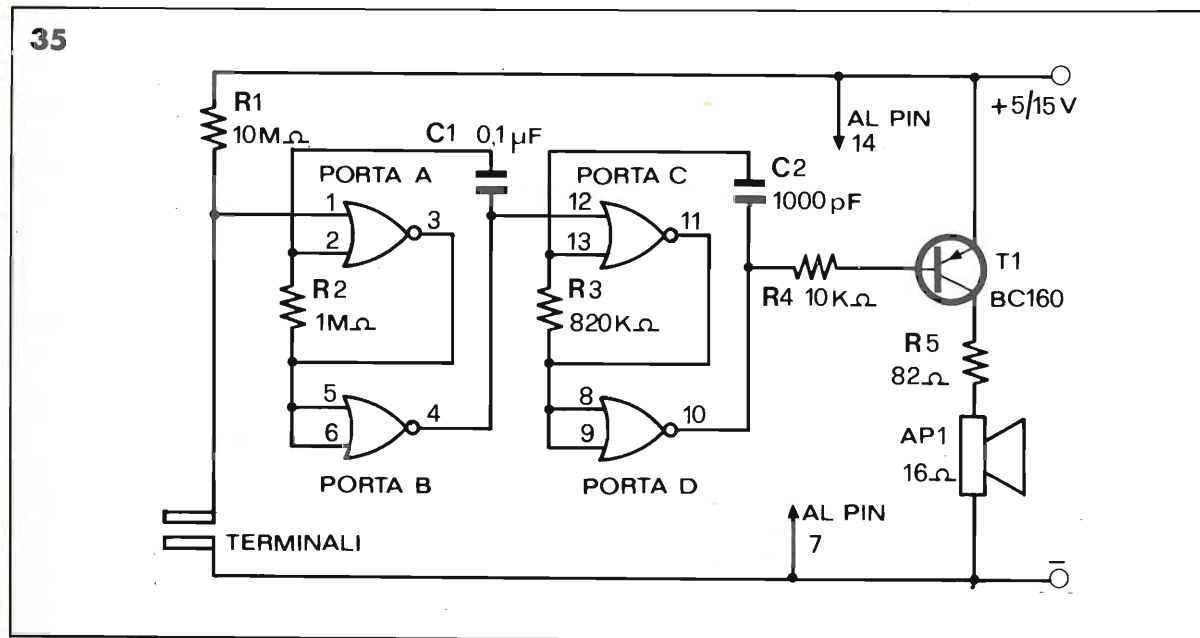 35
R1
10MΩ
C1 0,1µF
PORTA A
1
2
3
R2
1MΩ
5
6
4
PORTA B
TERMINALI
PORTA C
12
13
11
R3
820KΩ
8
9
10
PORTA D
C2
1000pF
AL PIN
14
+5/15V
R4 10KΩ
T1
BC160
R5
82Ω
AP1
16Ω
AL PIN
7
–